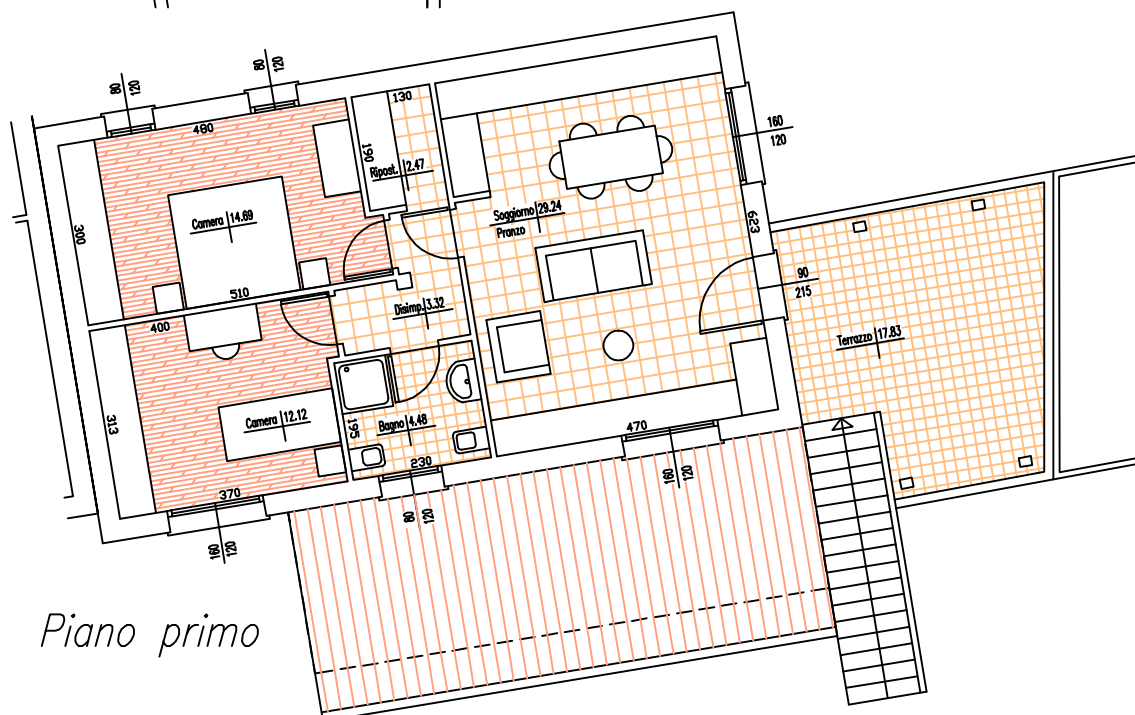 80
120
80
120
480
130
190
Ripost. 2.47
160
120
Camera 14.69
300
Soggiorno 29.24
Pranzo
623
510
90
215
400
Disimp. 3.32
Terrazzo 17.83
313
Camera 12.12
195
Bagno 4.48
470
230
370
160
120
80
120
160
120
Piano primo